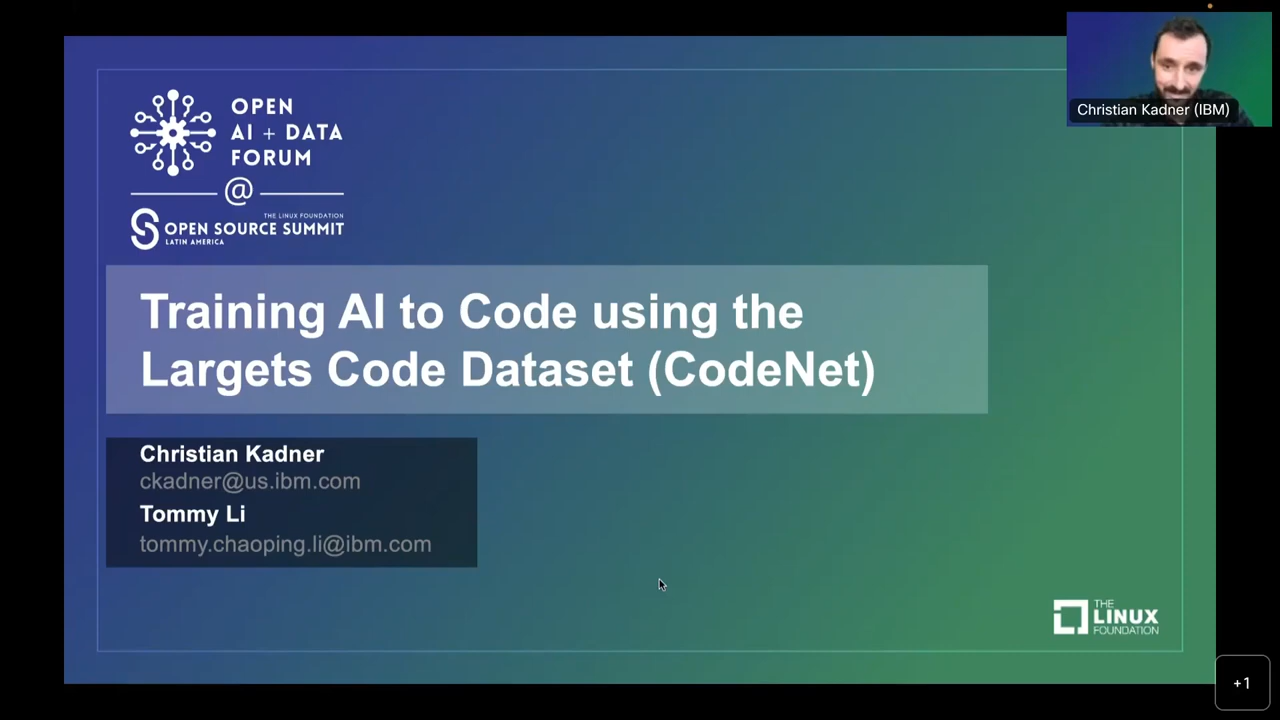 OPEN
AI + DATA
FORUM
@
THE LINUX FOUNDATION
OPEN SOURCE SUMMIT
LATIN AMERICA
Christian Kadner (IBM)
Training AI to Code using the
Largets Code Dataset (CodeNet)
Christian Kadner
ckadner@us.ibm.com
Tommy Li
tommy.chaoping.li@ibm.com
THE
LINUX
FOUNDATION
+1